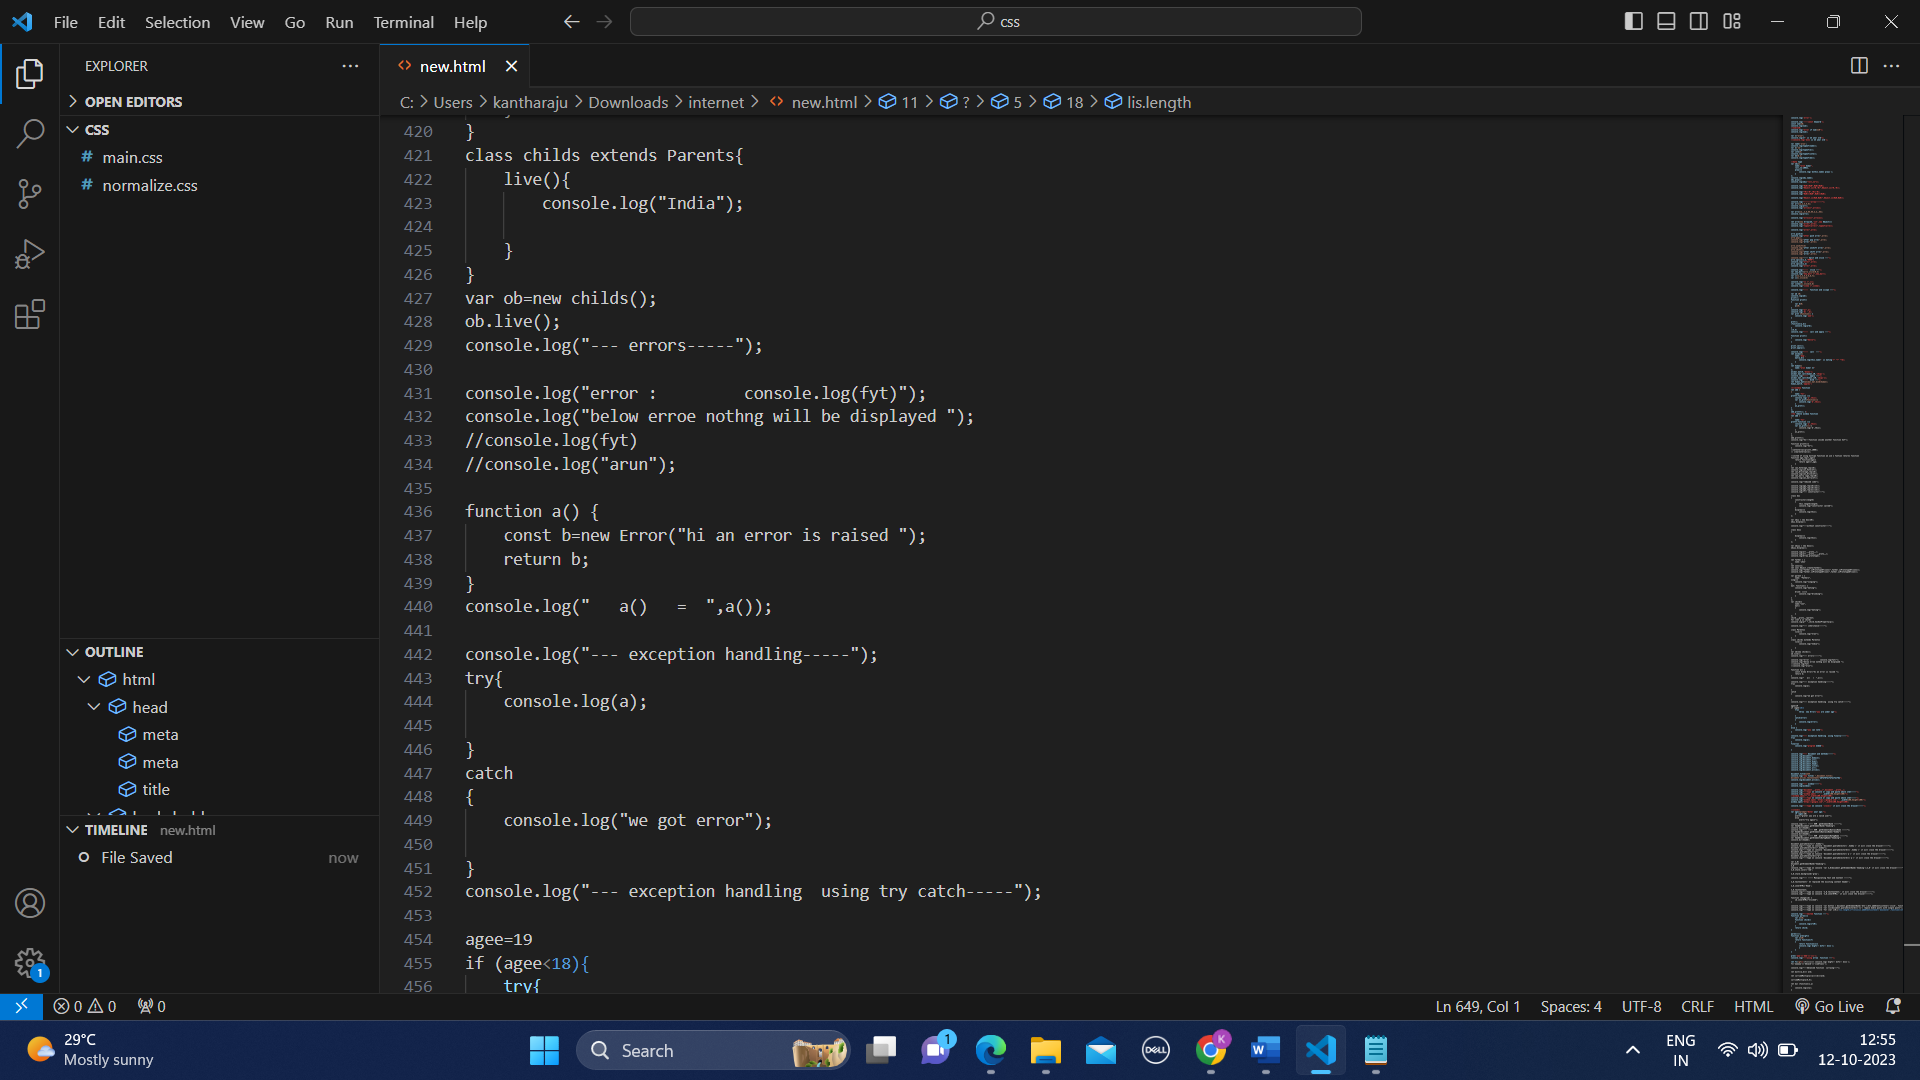 File Edit Selection View Go Run Terminal Help
css
EXPLORER
OPEN EDITORS
CSS
# main.css
# normalize.css
OUTLINE
html
head
meta
meta
title
TIMELINE new.html
File Saved now
new.html
C: > Users > kantharaju > Downloads > internet > new.html > 11 > ? > 5 > 18 > lis.length
420 }
421 class childs extends Parents{
422 live(){
423 console.log("India");
424
425 }
426 }
427 var ob=new childs();
428 ob.live();
429 console.log("--- errors-----");
430
431 console.log("error :         console.log(fyt)");
432 console.log("below erroe nothng will be displayed ");
433 //console.log(fyt)
434 //console.log("arun");
435
436 function a() {
437 const b=new Error("hi an error is raised ");
438 return b;
439 }
440 console.log("   a()   =  ",a());
441
442 console.log("--- exception handling-----");
443 try{
444 console.log(a);
445
446 }
447 catch
448 {
449 console.log("we got error");
450
451 }
452 console.log("--- exception handling  using try catch-----");
453
454 agee=19
455 if (agee<18){
456 try{
0 0 0
Ln 649, Col 1 Spaces: 4 UTF-8 CRLF HTML Go Live
1
29°C
Mostly sunny
Search
1
DELL
K
W
ENG
IN
12:55
12-10-2023